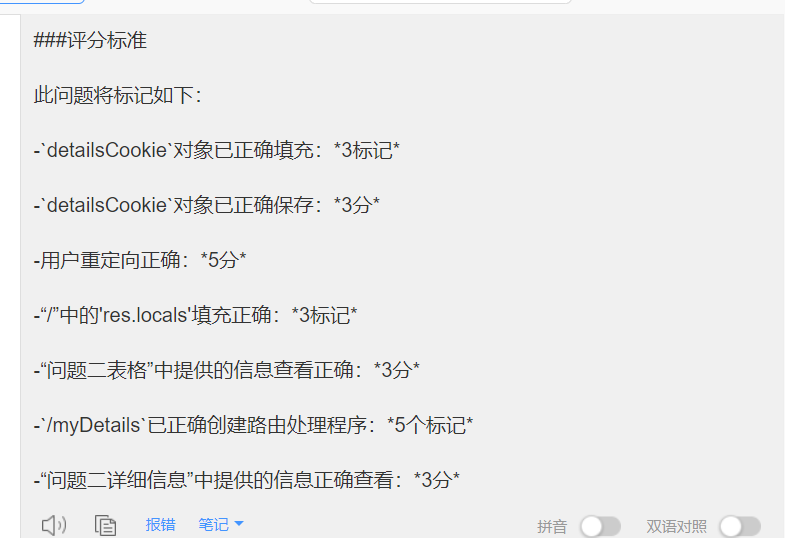 ###评分标准
此问题将标记如下：
-`detailsCookie`对象已正确填充：*3标记*
-`detailsCookie`对象已正确保存：*3分*
-用户重定向正确：*5分*
-“/”中的'res.locals'填充正确：*3标记*
-“问题二表格”中提供的信息查看正确：*3分*
-`/myDetails`已正确创建路由处理程序：*5个标记*
-“问题二详细信息”中提供的信息正确查看：*3分*
报错 笔记 拼音 双语对照